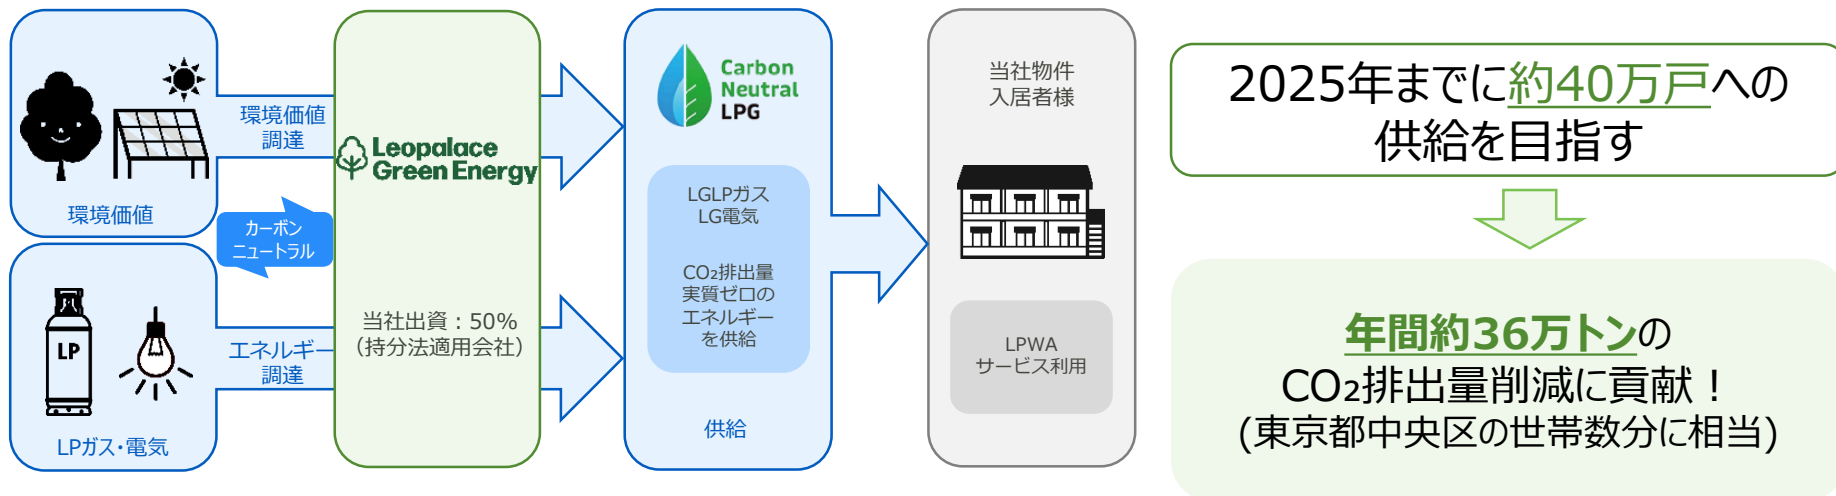 環境価値
環境価値
調達
カーボン
ニュートラル
LP
LPガス・電気
エネルギー
調達
Leopalace
Green Energy
当社出資：50%
（持分法適用会社）
Carbon
Neutral
LPG
LGLPガス
LG電気
CO₂排出量
実質ゼロの
エネルギー
を供給
供給
当社物件
入居者様
LPWA
サービス利用
2025年までに約40万戸への
供給を目指す
年間約36万トンの
CO₂排出量削減に貢献！
(東京都中央区の世帯数分に相当)